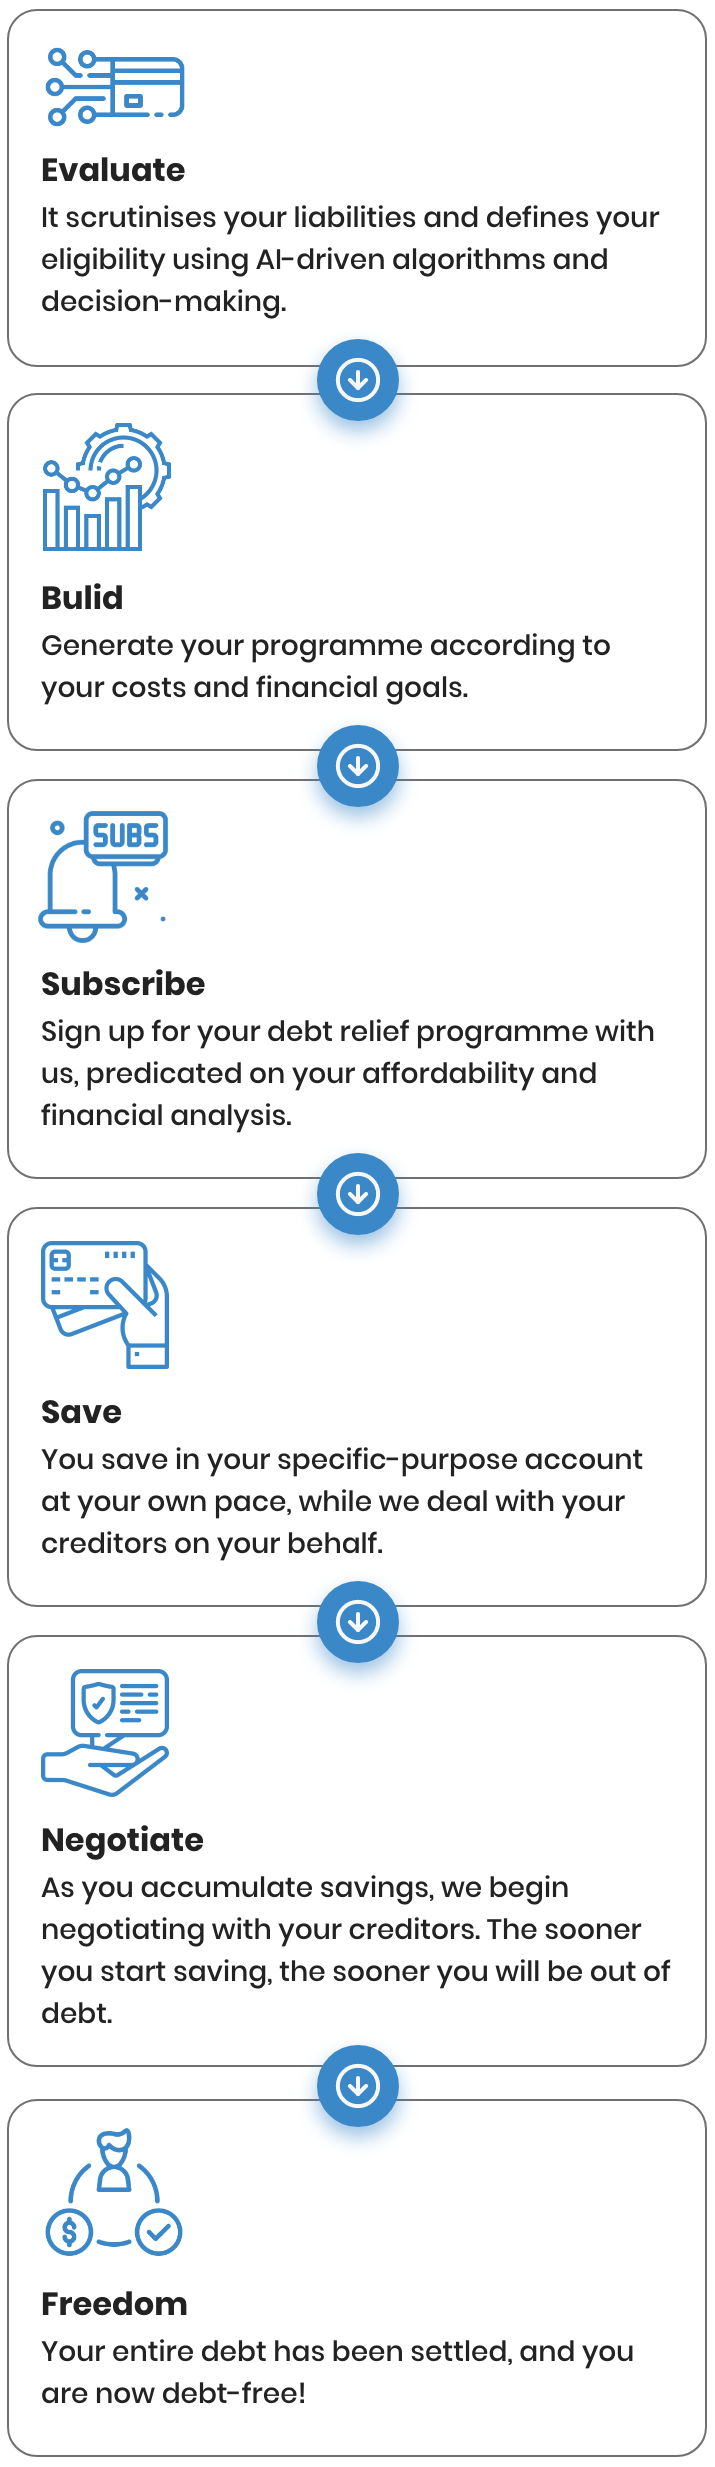 Evaluate
It scrutinises your liabilities and defines your
eligibility using AI-driven algorithms and
decision-making.
Bulid
Generate your programme according to
your costs and financial goals.
SUBS
Subscribe
Sign up for your debt relief programme with
us, predicated on your affordability and
financial analysis.
Save
You save in your specific-purpose account
at your own pace, while we deal with your
creditors on your behalf.
Negotiate
As you accumulate savings, we begin
negotiating with your creditors. The sooner
you start saving, the sooner you will be out of
debt.
$
Freedom
Your entire debt has been settled, and you
are now debt-free!